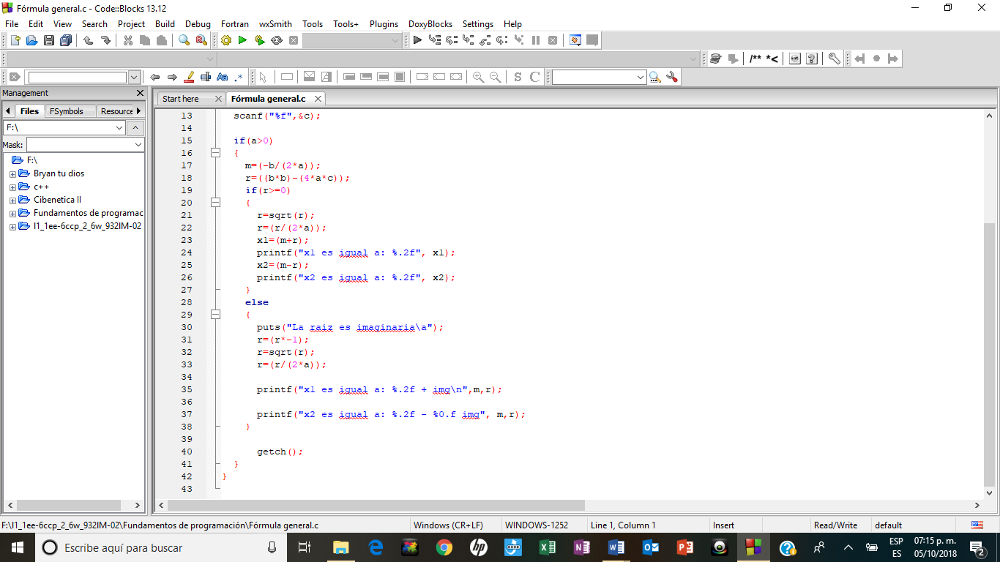 Fórmula general.c - Code::Blocks 13.12
File Edit View Search Project Build Debug Fortran wxSmith Tools Tools+ Plugins DoxyBlocks Settings Help
/** *<
Aa .*
S C
Management
Files FSymbols Resource
F:\
Mask:
F:\
Bryan tu dios
c++
Cibenetica II
Fundamentos de programac
I1_1ee-6ccp_2_6w_932IM-02
Start here Fórmula general.c
13 scanf("%f",&c);
14
15 if(a>0)
16 {
17 m=(-b/(2*a));
18 r=((b*b)-(4*a*c));
19 if(r>=0)
20 {
21 r=sqrt(r);
22 r=(r/(2*a));
23 x1=(m+r);
24 printf("x1 es igual a: %.2f", x1);
25 x2=(m-r);
26 printf("x2 es igual a: %.2f", x2);
27 }
28 else
29 {
30 puts("La raiz es imaginaria\a");
31 r=(r*-1);
32 r=sqrt(r);
33 r=(r/(2*a));
34
35 printf("x1 es igual a: %.2f + img\n",m,r);
36
37 printf("x2 es igual a: %.2f - %0.f img", m,r);
38 }
39
40 getch();
41 }
42 }
43
F:\I1_1ee-6ccp_2_6w_932IM-02\Fundamentos de programación\Fórmula general.c Windows (CR+LF) WINDOWS-1252 Line 1, Column 1 Insert Read/Write default
Escribe aquí para buscar
ESP
ES
07:15 p. m.
05/10/2018
2